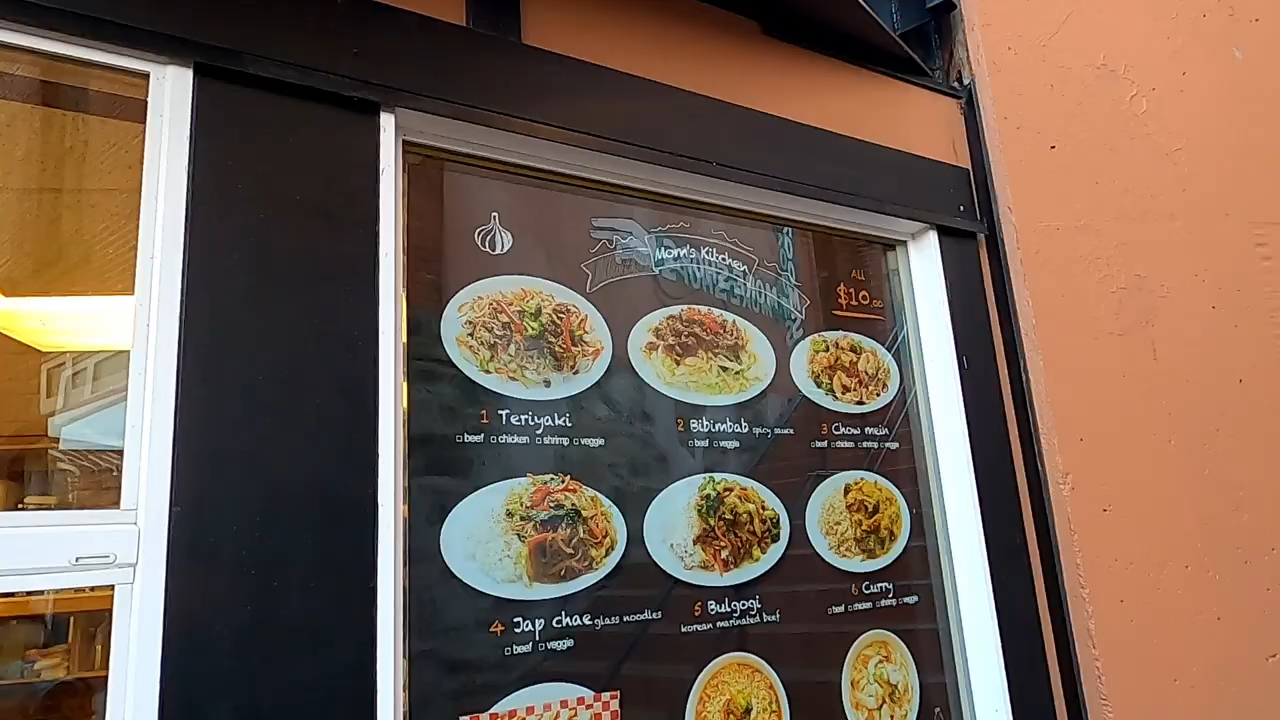 Mom's Kitchen
ALL
$10.00
1 Teriyaki
beef chicken shrimp veggie
2 Bibimbab spicy sauce
beef veggie
3 Chow mein
beef chicken shrimp veggie
4 Jap chae glass noodles
beef veggie
5 Bulgogi
korean marinated beef
6 Curry
beef chicken shrimp veggie